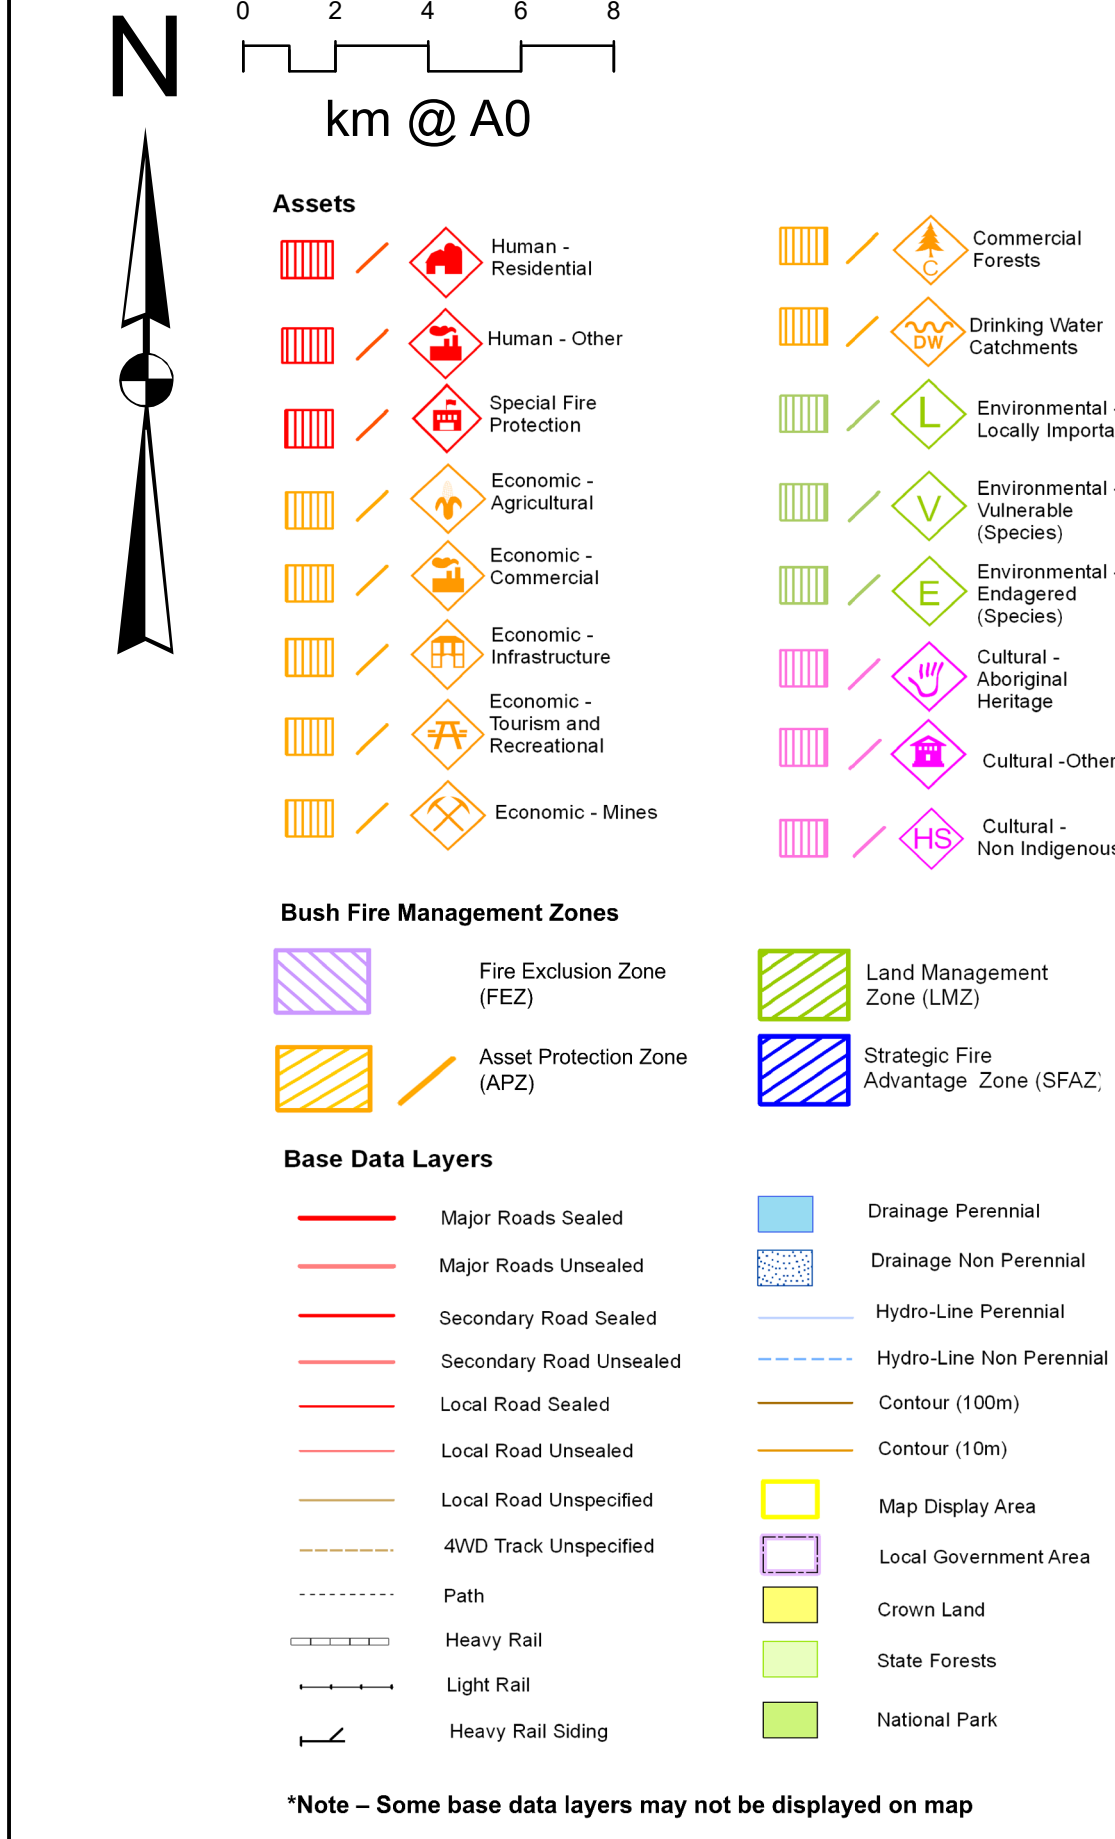 N
0 2 4 6 8
km @ A0
Assets
Human -
Residential
Human - Other
Special Fire
Protection
Economic -
Agricultural
Economic -
Commercial
Economic -
Infrastructure
Economic -
Tourism and
Recreational
Economic - Mines
C
Commercial
Forests
DW
Drinking Water
Catchments
L
Environmental -
Locally Importa
V
Environmental -
Vulnerable
(Species)
E
Environmental -
Endagered
(Species)
Cultural -
Aboriginal
Heritage
Cultural -Other
HS
Cultural -
Non Indigenous
Bush Fire Management Zones
Fire Exclusion Zone
(FEZ)
Asset Protection Zone
(APZ)
Land Management
Zone (LMZ)
Strategic Fire
Advantage Zone (SFAZ)
Base Data Layers
Major Roads Sealed
Major Roads Unsealed
Secondary Road Sealed
Secondary Road Unsealed
Local Road Sealed
Local Road Unsealed
Local Road Unspecified
4WD Track Unspecified
Path
Heavy Rail
Light Rail
Heavy Rail Siding
Drainage Perennial
Drainage Non Perennial
Hydro-Line Perennial
Hydro-Line Non Perennial
Contour (100m)
Contour (10m)
Map Display Area
Local Government Area
Crown Land
State Forests
National Park
*Note – Some base data layers may not be displayed on map